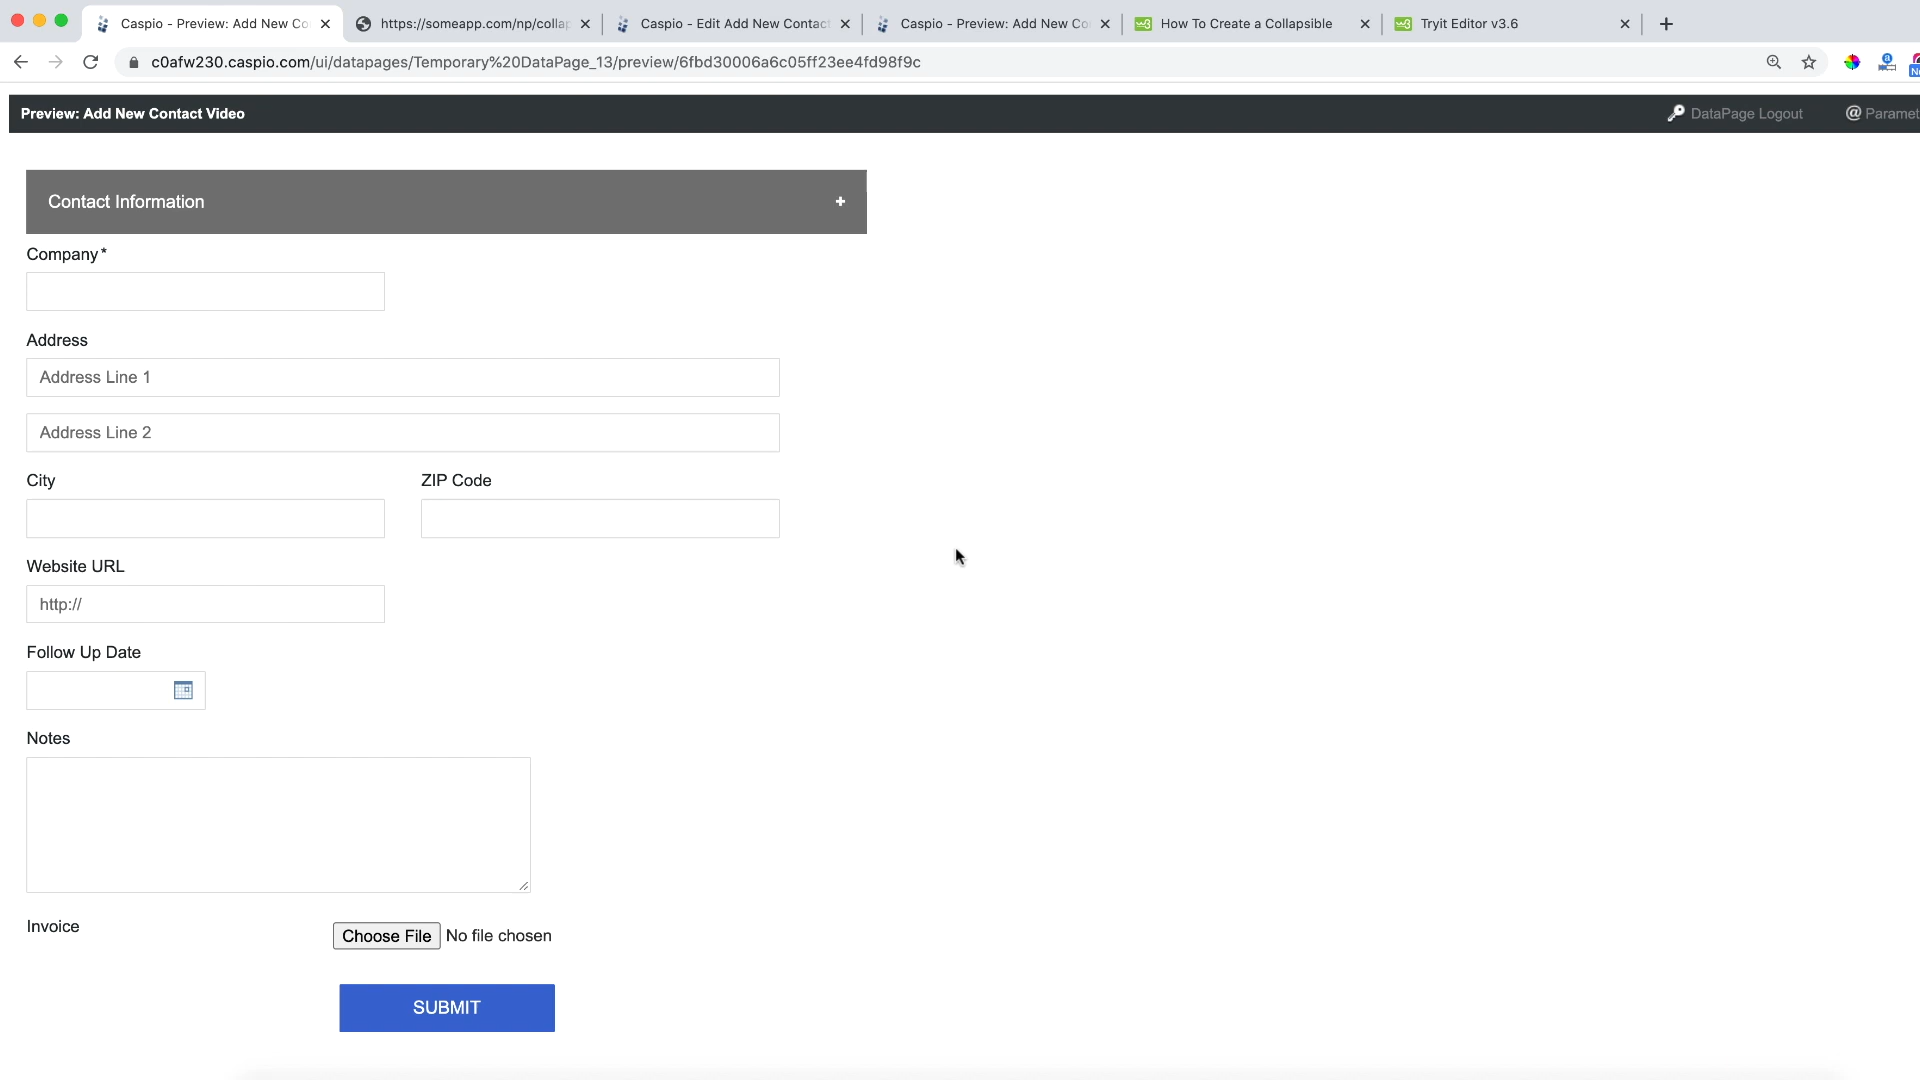 Caspio - Preview: Add New Co
https://someapp.com/np/collap
Caspio - Edit Add New Contact
Caspio - Preview: Add New Co
How To Create a Collapsible
Tryit Editor v3.6
c0afw230.caspio.com/ui/datapages/Temporary%20DataPage_13/preview/6fbd30006a6c05ff23ee4fd98f9c
Preview: Add New Contact Video
DataPage Logout
@ Paramet
Contact Information
+
Company*
Address
Address Line 1
Address Line 2
City
ZIP Code
Website URL
http://
Follow Up Date
Notes
Invoice
Choose File No file chosen
SUBMIT